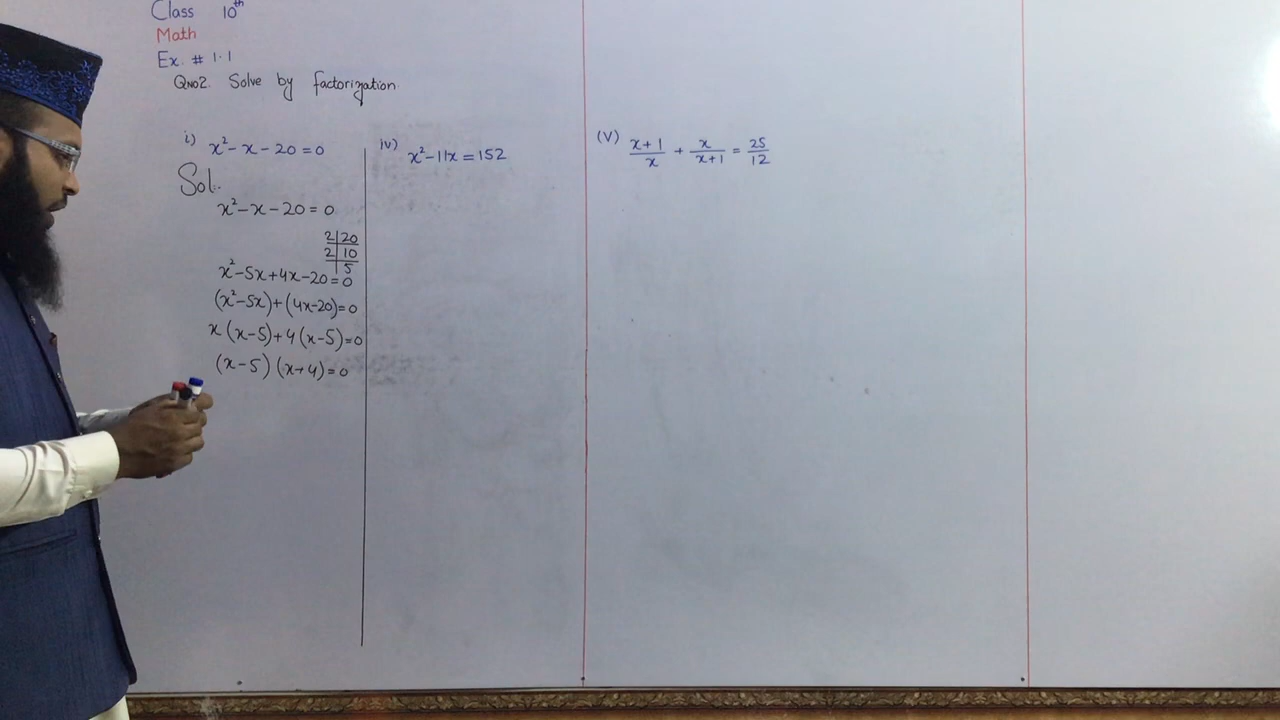 Class 10th
Math
Ex. # 1.1
QNo2. Solve by factorization.
i) x² - x - 20 = 0
Sol:.
x² - x - 20 = 0
2|20
2|10
|5
x² - 5x + 4x - 20 = 0
(x² - 5x) + (4x - 20) = 0
x (x - 5) + 4 (x - 5) = 0
(x - 5) (x + 4) = 0
iv) x² - 11x = 152
(V) (x+1)/x + x/(x+1) = 25/12